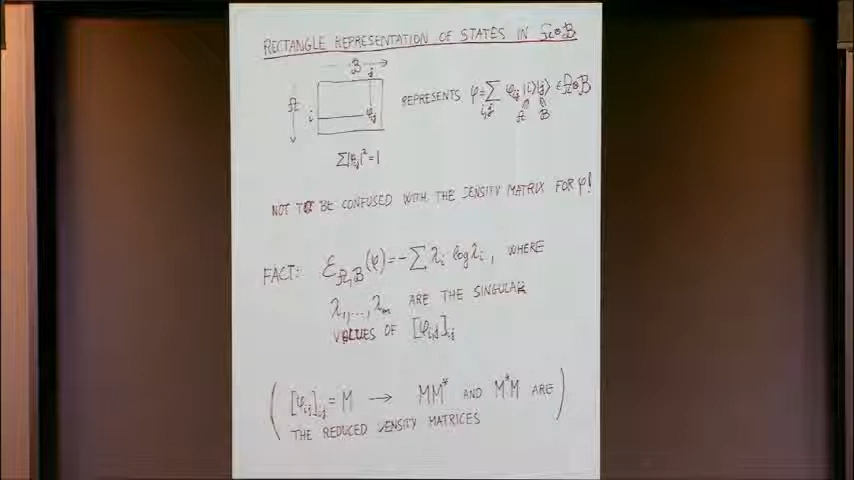 RECTANGLE REPRESENTATION OF STATES IN 𝒜⊗ℬ
ℬ
j
𝒜
i
φij
REPRESENTS φ=∑i,j φij |i⟩|j⟩ ∈ 𝒜⊗ℬ
𝒜 ℬ
∑|φij|²=1
NOT TO BE CONFUSED WITH THE DENSITY MATRIX FOR φ!
FACT: ℰ𝒜,ℬ(φ)=-∑ λi log λi, WHERE
λ1,...,λm ARE THE SINGULAR
VALUES OF [φij]ij
([φij]ij = M → MM* AND M*M ARE
THE REDUCED DENSITY MATRICES)